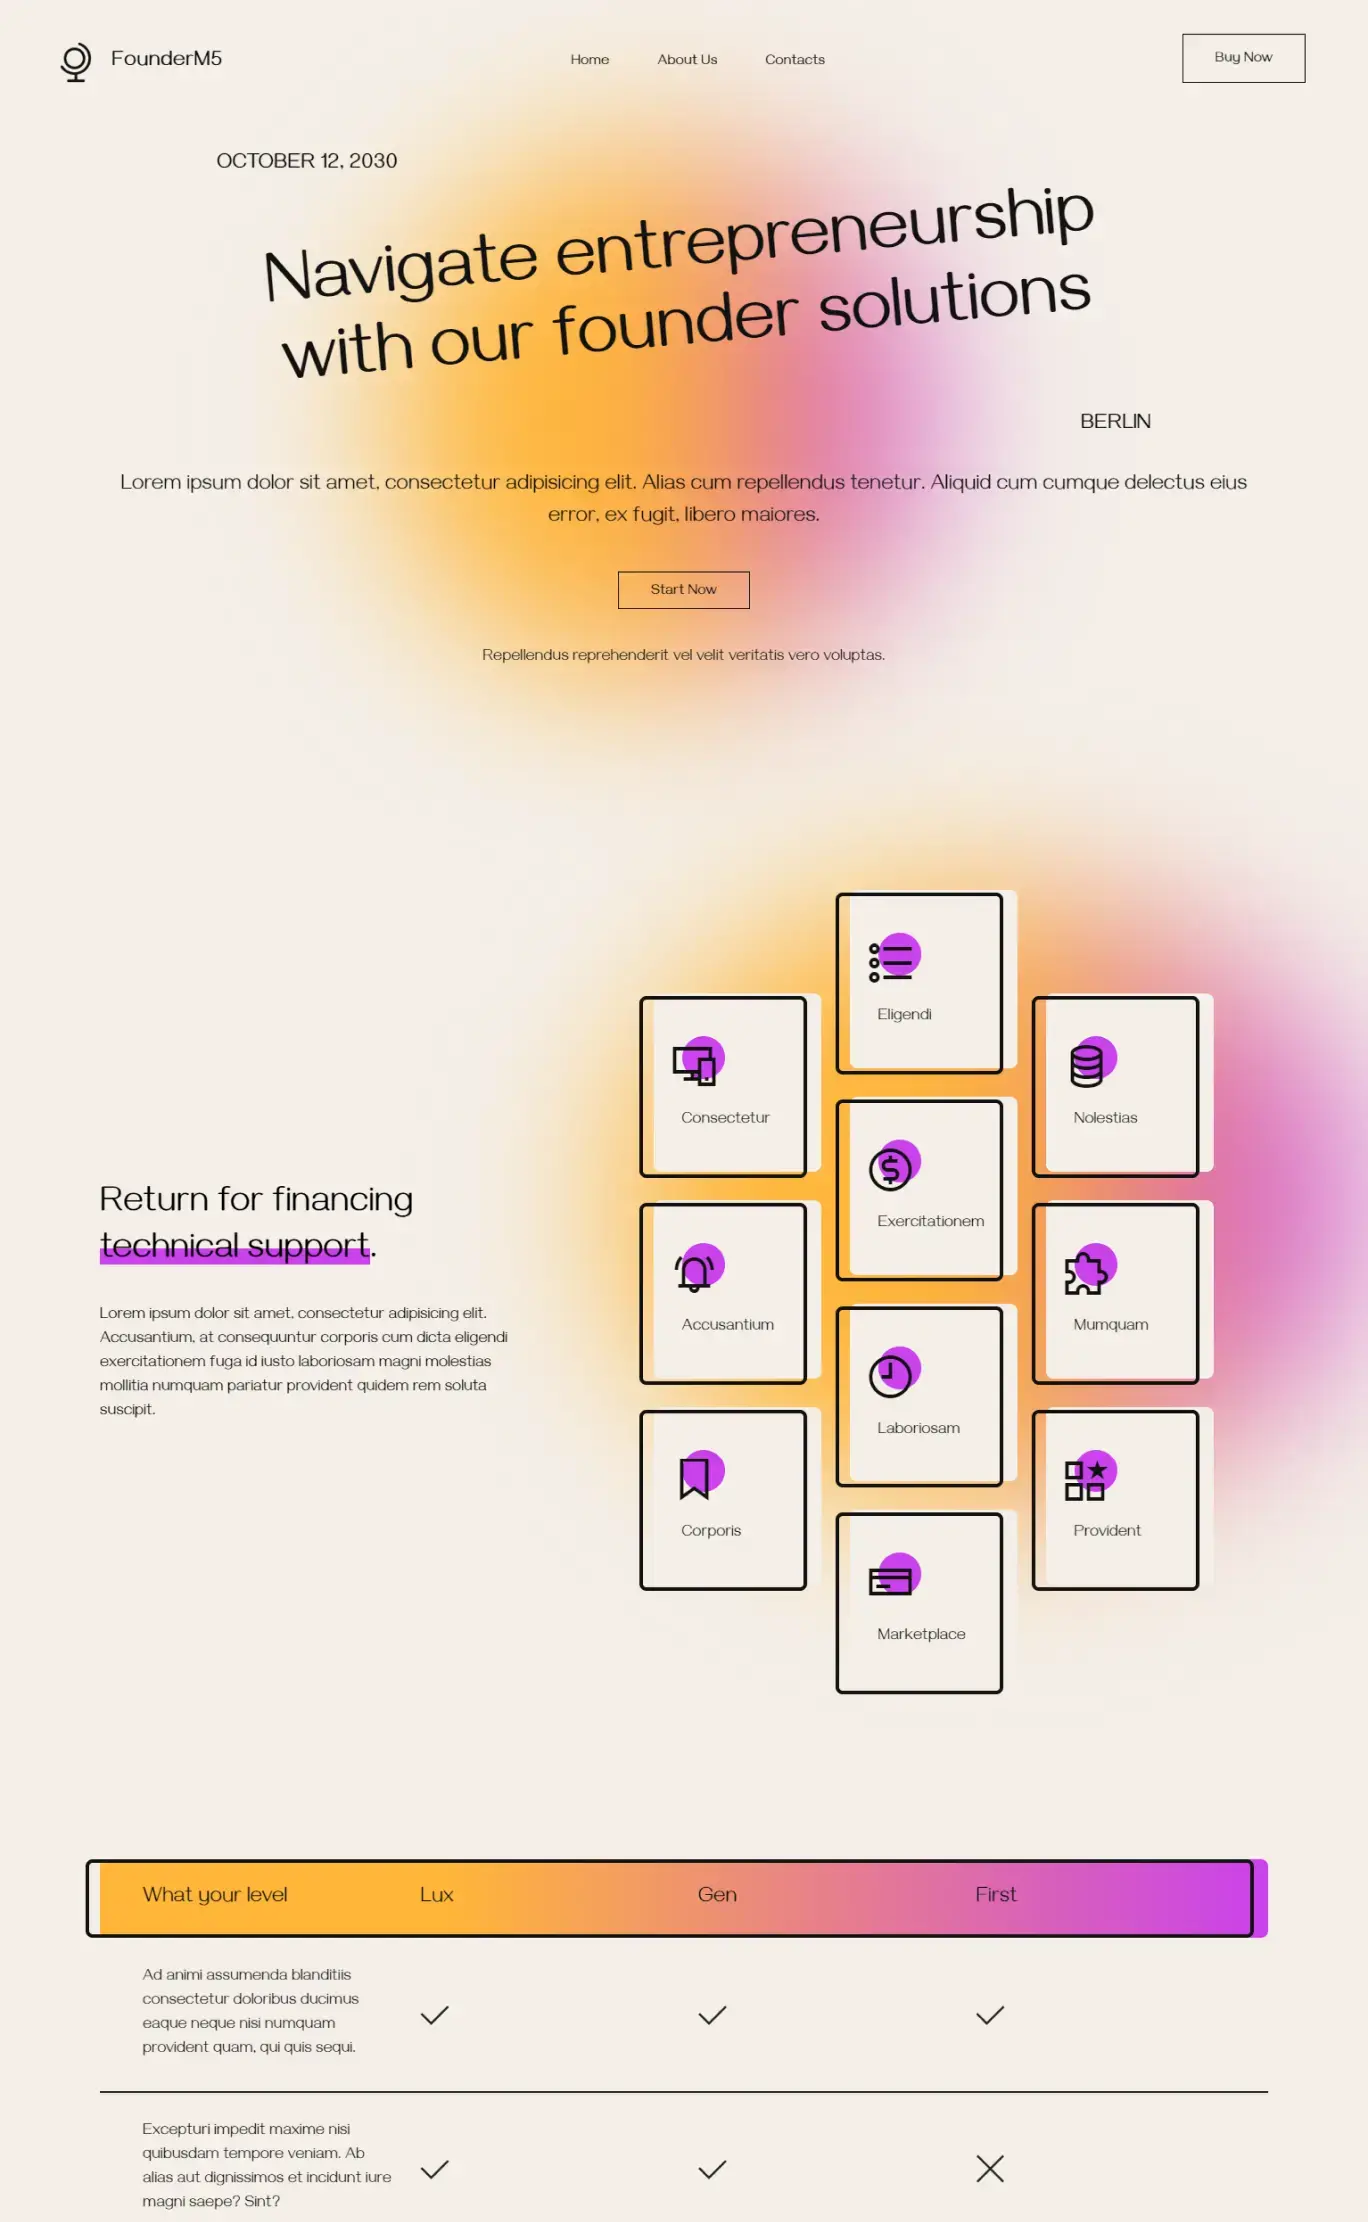 FounderM5
Home
About Us
Contacts
Buy Now
OCTOBER 12, 2030
Navigate entrepreneurship
with our founder solutions
BERLIN
Lorem ipsum dolor sit amet, consectetur adipisicing elit. Alias cum repellendus tenetur. Aliquid cum cumque delectus eius
error, ex fugit, libero maiores.
Start Now
Repellendus reprehenderit vel velit veritatis vero voluptas.
Return for financing
technical support.
Lorem ipsum dolor sit amet, consectetur adipisicing elit.
Accusantium, at consequuntur corporis cum dicta eligendi
exercitationem fuga id iusto laboriosam magni molestias
mollitia numquam pariatur provident quidem rem soluta
suscipit.
Consectetur
Accusantium
Corporis
Eligendi
Exercitationem
Laboriosam
Marketplace
Nolestias
Mumquam
Provident
What your level
Lux
Gen
First
Ad animi assumenda blanditiis
consectetur doloribus ducimus
eaque neque nisi numquam
provident quam, qui quis sequi.
Excepturi impedit maxime nisi
quibusdam tempore veniam. Ab
alias aut dignissimos et incidunt iure
magni saepe? Sint?